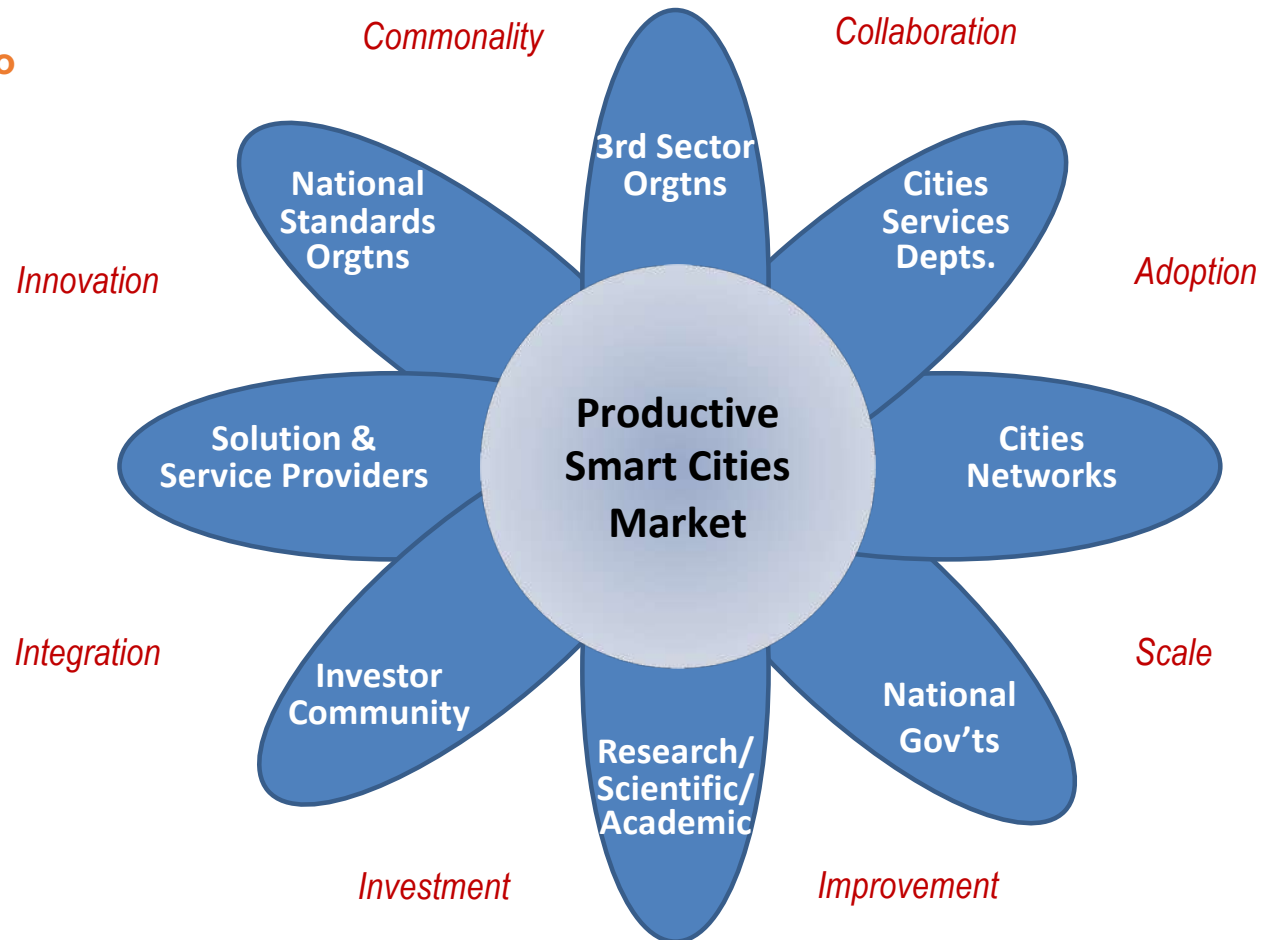 Commonality
Collaboration
o
3rd Sector
Orgtns
National
Standards
Orgtns
Cities
Services
Depts.
Innovation
Adoption
Productive
Smart Cities
Market
Solution &
Service Providers
Cities
Networks
Integration
Scale
Investor
Community
National
Gov’ts
Research/
Scientific/
Academic
Investment
Improvement